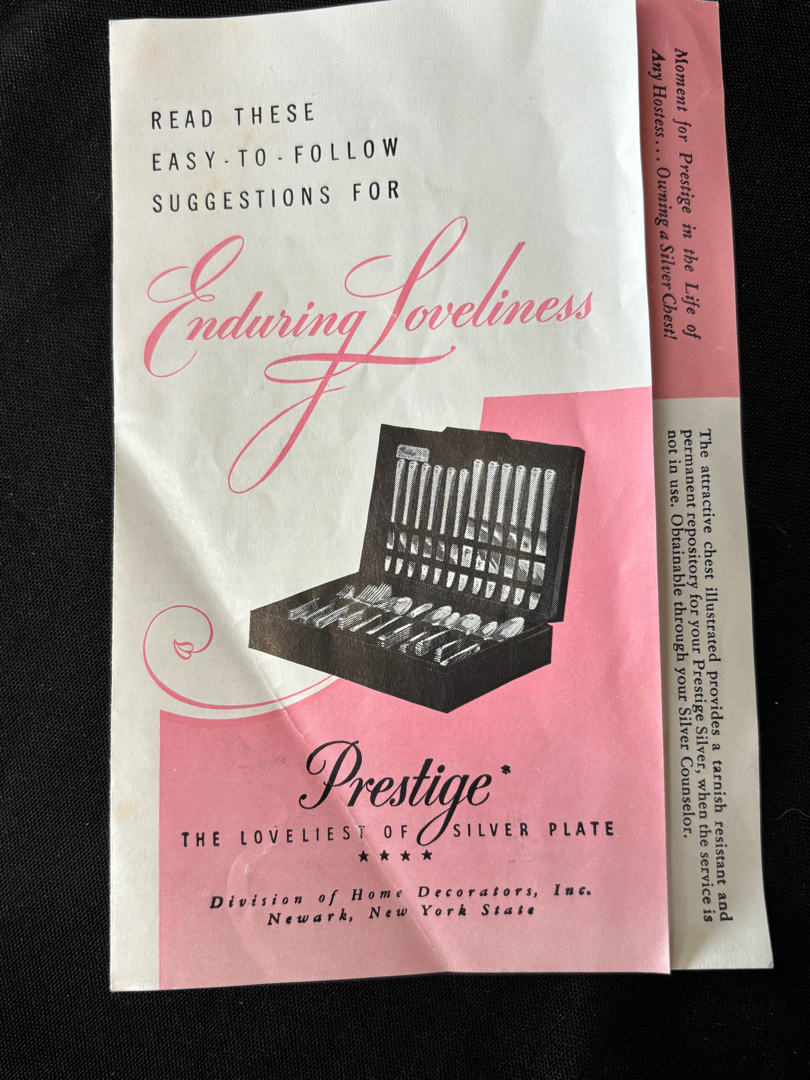 READ THESE
EASY-TO-FOLLOW
SUGGESTIONS FOR
Enduring Loveliness
Prestige*
THE LOVELIEST OF SILVER PLATE
★ ★ ★ ★
Division of Home Decorators, Inc.
Newark, New York State
Moment for Prestige in the Life of
Any Hostess... Owning a Silver Chest!
The attractive chest illustrated provides a tarnish resistant and
permanent repository for your Prestige Silver, when the service is
not in use. Obtainable through your Silver Counselor.